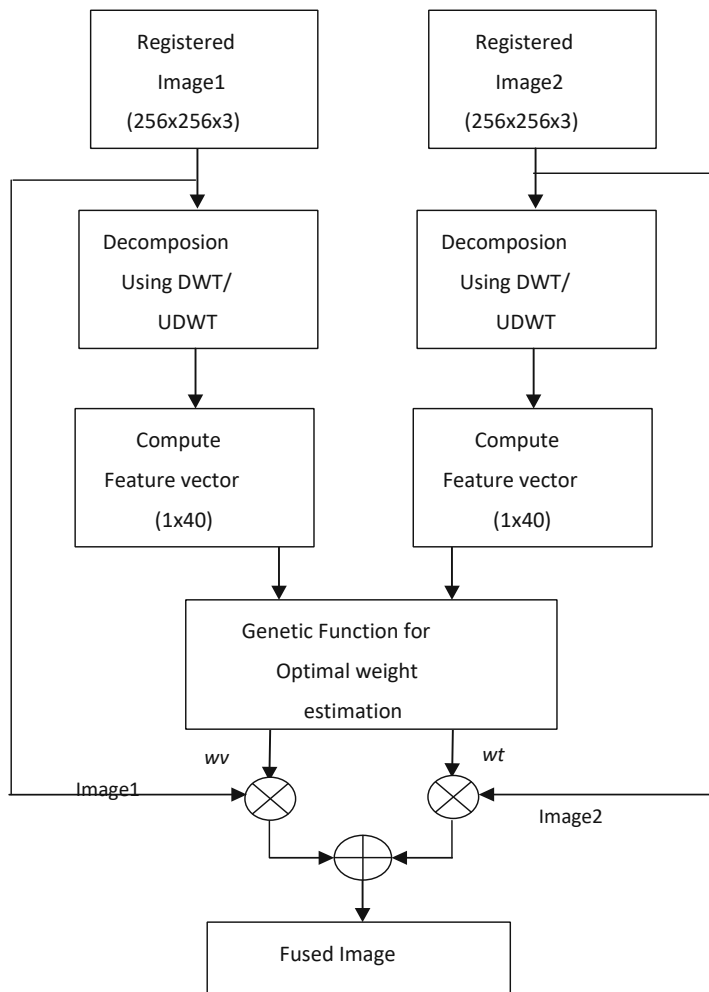 Registered
Image1
(256x256x3)
Registered
Image2
(256x256x3)
Decomposion
Using DWT/
UDWT
Decomposion
Using DWT/
UDWT
Compute
Feature vector
(1x40)
Compute
Feature vector
(1x40)
Genetic Function for
Optimal weight
estimation
wv
wt
Image1
Image2
Fused Image